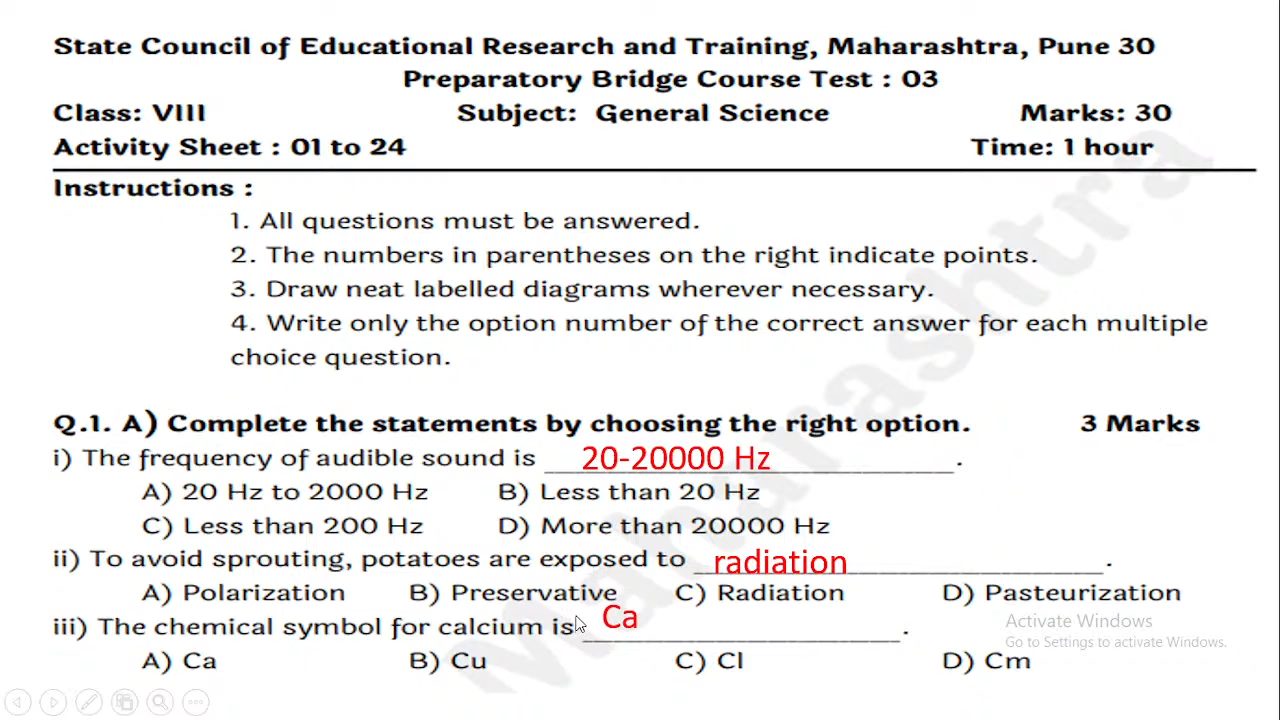 State Council of Educational Research and Training, Maharashtra, Pune 30
Preparatory Bridge Course Test : 03
Class: VIII Subject: General Science Marks: 30
Activity Sheet : 01 to 24 Time: 1 hour
Instructions :
1. All questions must be answered.
2. The numbers in parentheses on the right indicate points.
3. Draw neat labelled diagrams wherever necessary.
4. Write only the option number of the correct answer for each multiple
choice question.
Q.1. A) Complete the statements by choosing the right option. 3 Marks
i) The frequency of audible sound is 20-20000 Hz.
A) 20 Hz to 2000 Hz B) Less than 20 Hz
C) Less than 200 Hz D) More than 20000 Hz
ii) To avoid sprouting, potatoes are exposed to radiation.
A) Polarization B) Preservative C) Radiation D) Pasteurization
iii) The chemical symbol for calcium is Ca.
A) Ca B) Cu C) Cl D) Cm
Activate Windows
Go to Settings to activate Windows.
Maharashtra